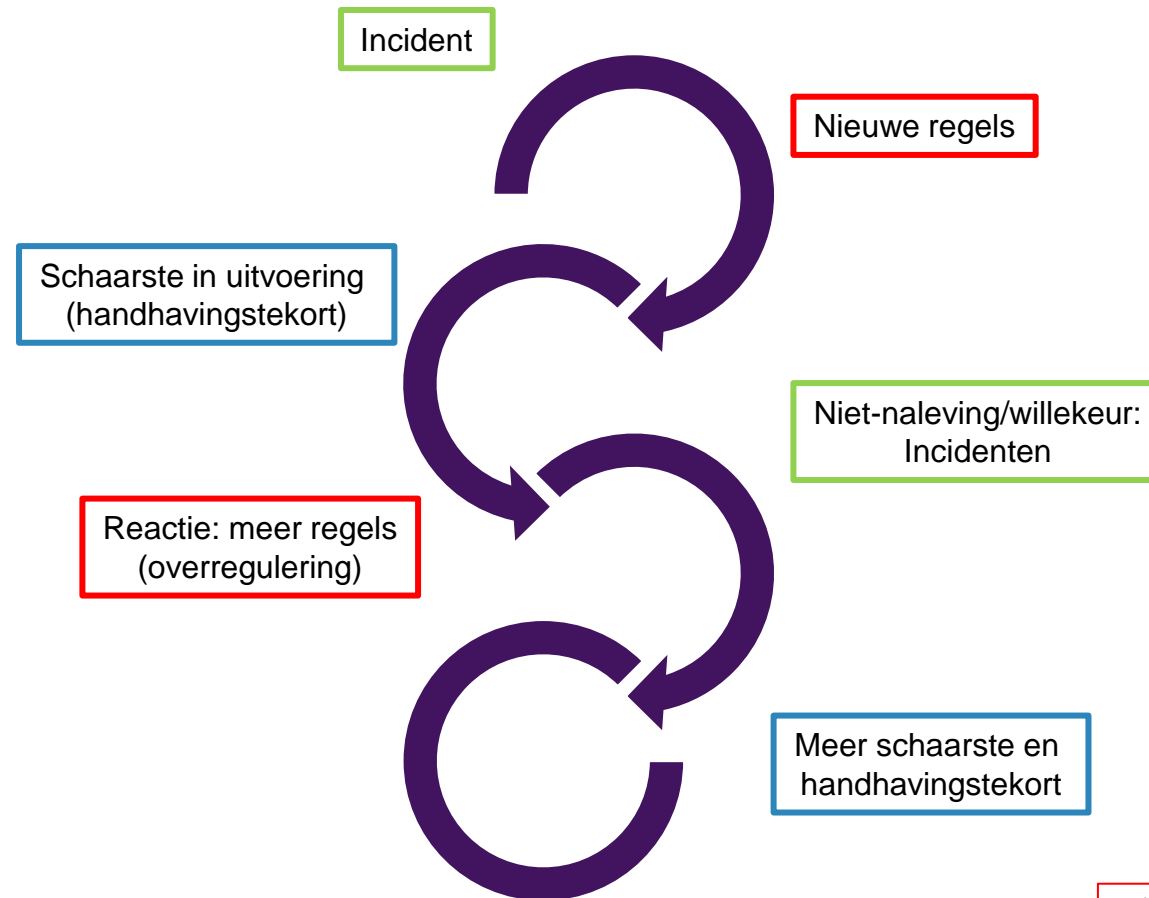 Incident
Nieuwe regels
Schaarste in uitvoering
(handhavingstekort)
Niet-naleving/willekeur:
Incidenten
Reactie: meer regels
(overregulering)
Meer schaarste en
handhavingstekort